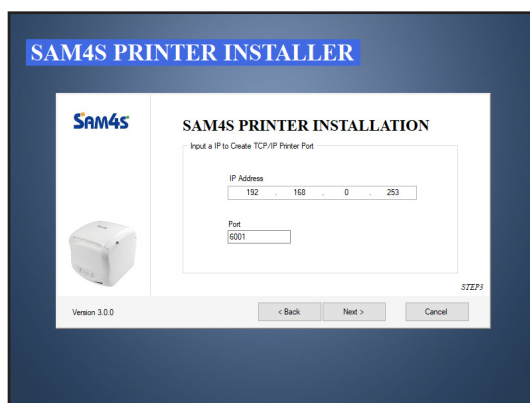 SAM4S PRINTER INSTALLER
SAM4S
SAM4S PRINTER INSTALLATION
Input a IP to Create TCP/IP Printer Port
IP Address
192 . 168 . 0 . 253
Port
6001
STEP3
Version 3.0.0
< Back Next > Cancel